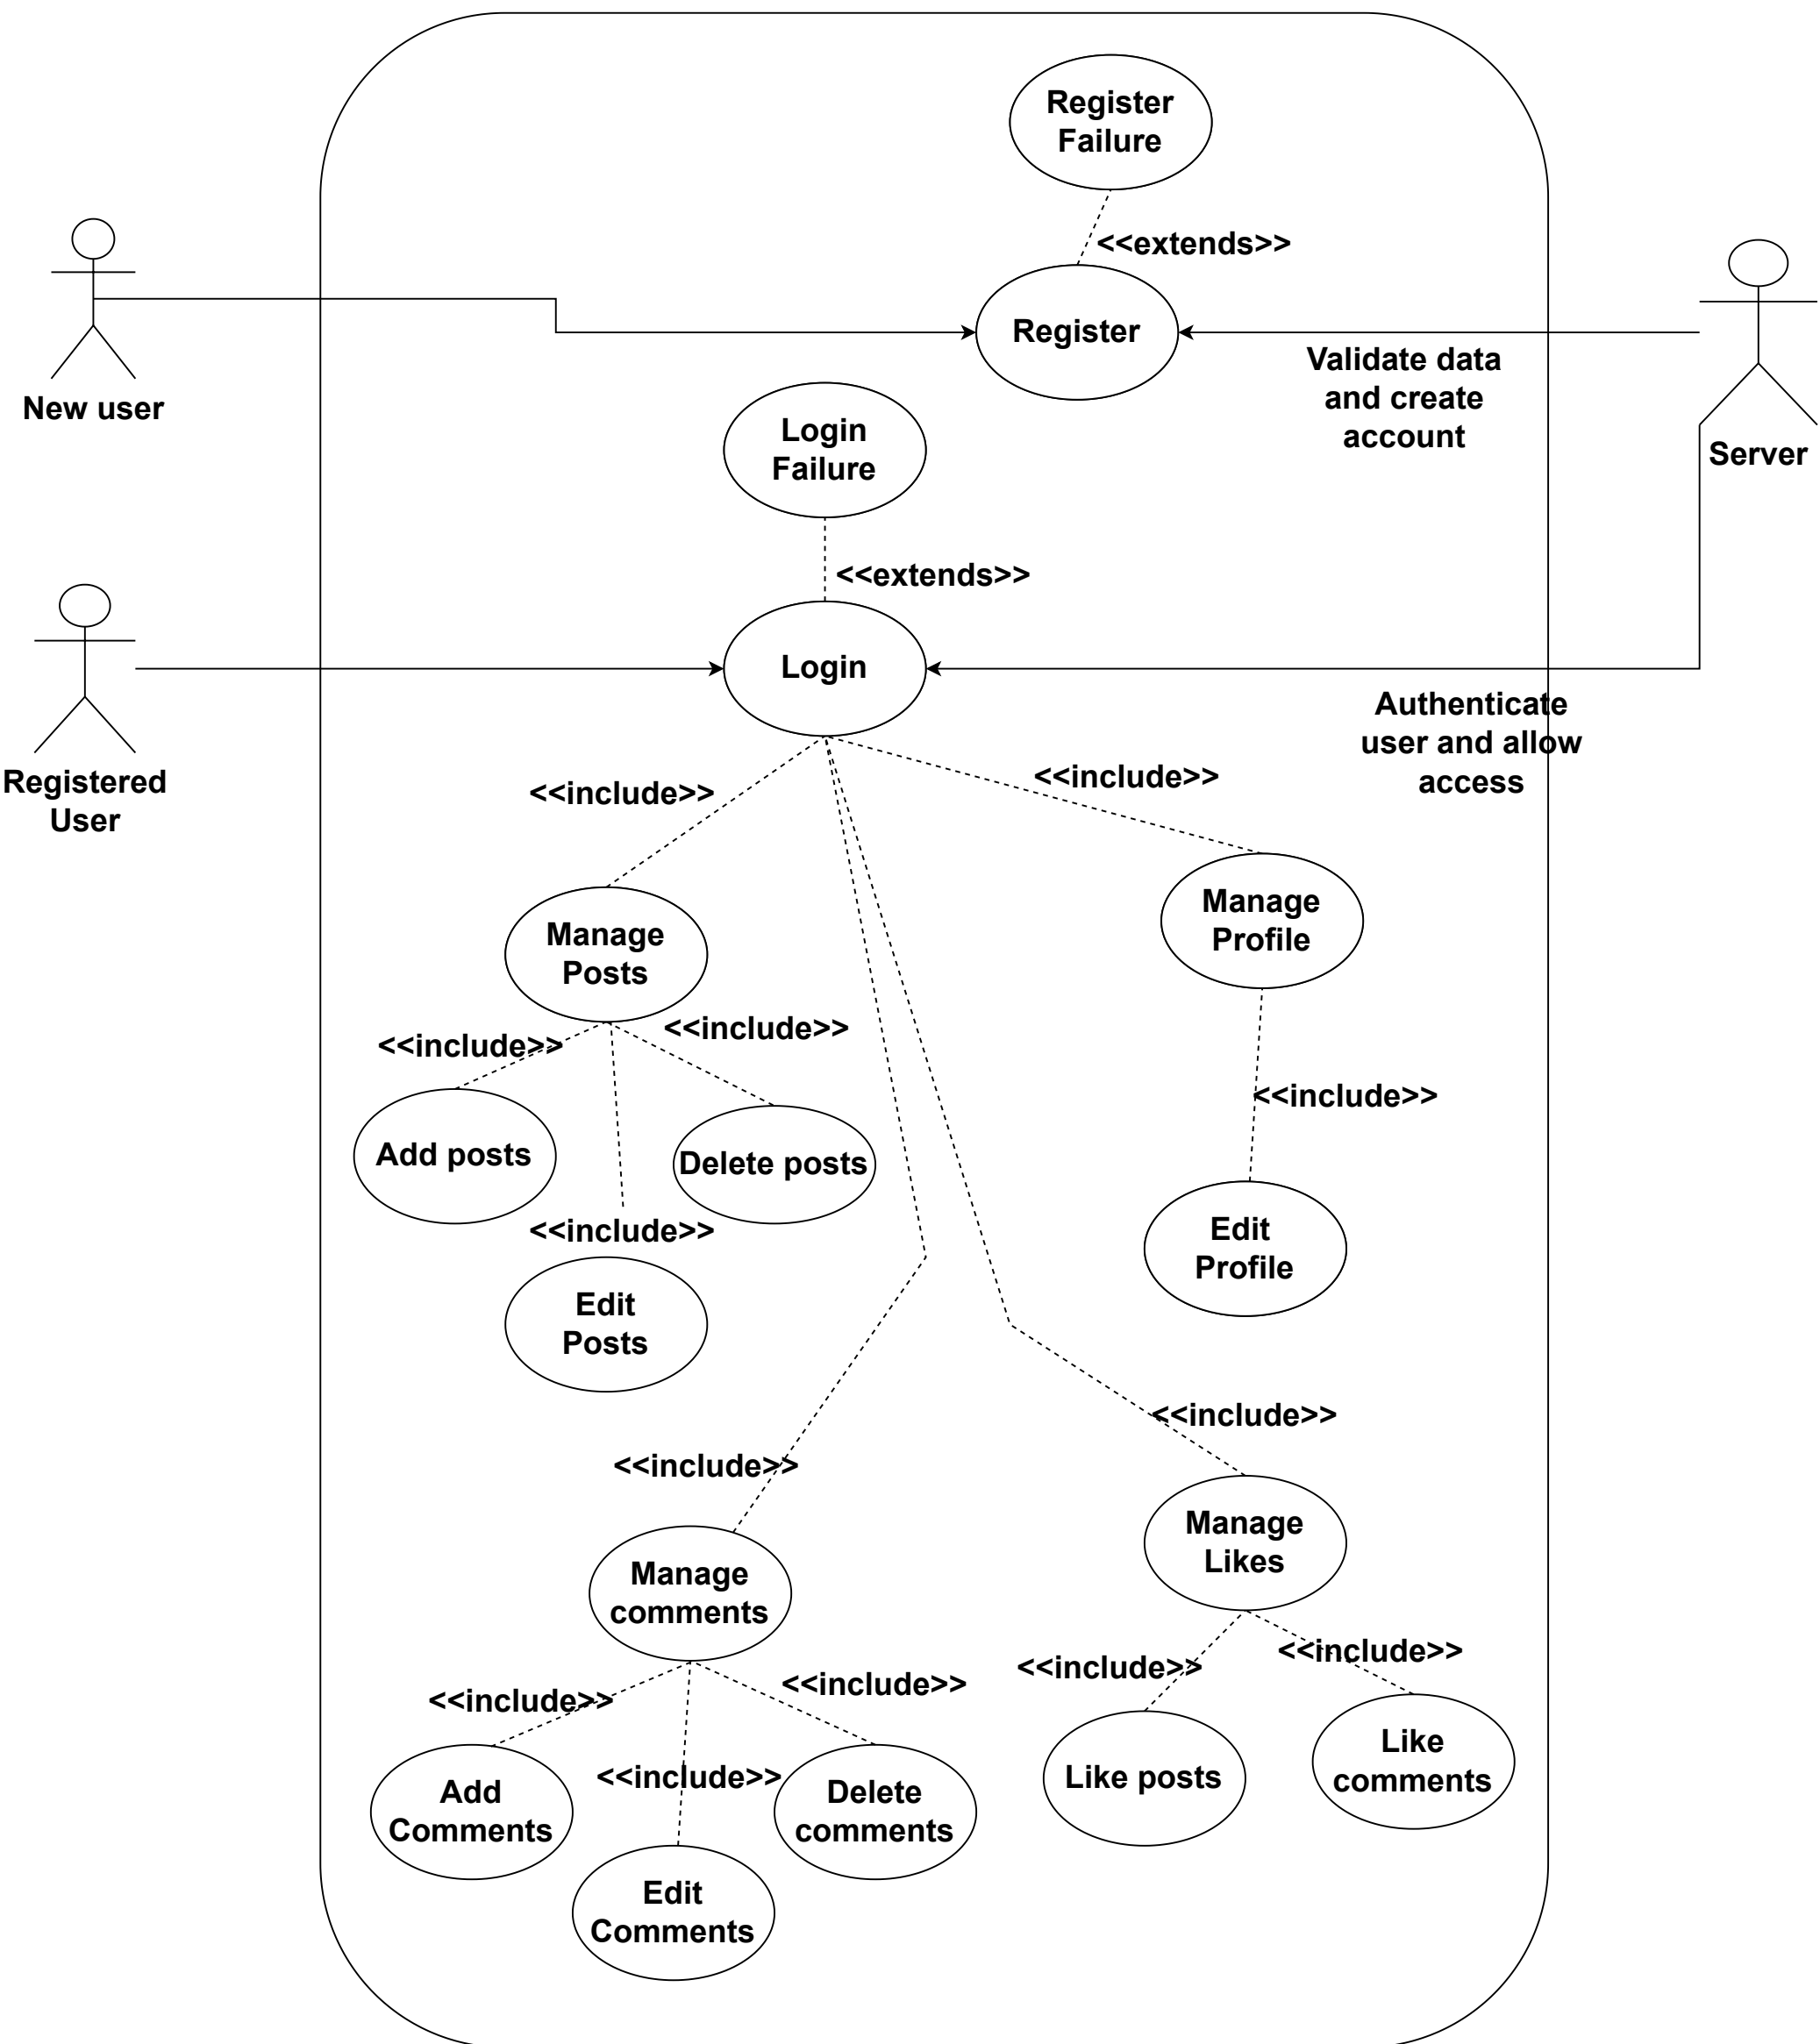 Register
Failure
<<extends>>
New user
Register
Validate data
and create
account
Server
Login
Failure
<<extends>>
Login
Registered
User
Authenticate
user and allow
access
<<include>>
<<include>>
Manage
Posts
Manage
Profile
<<include>>
<<include>>
<<include>>
Add posts
Delete posts
<<include>>
Edit
Posts
Edit
Profile
<<include>>
<<include>>
Manage
comments
Manage
Likes
<<include>>
<<include>>
<<include>>
<<include>>
<<include>>
Add
Comments
Edit
Comments
Delete
comments
Like posts
Like
comments